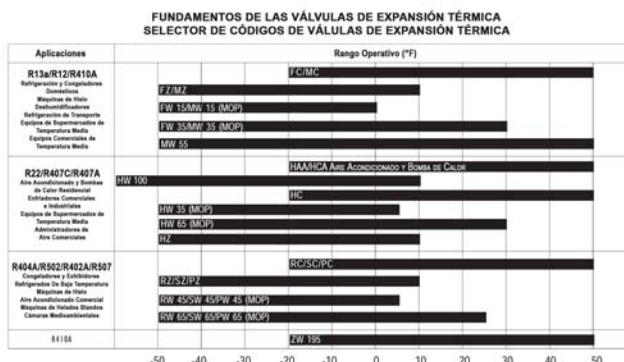 FUNDAMENTOS DE LAS VÁLVULAS DE EXPANSIÓN TÉRMICA
SELECTOR DE CÓDIGOS DE VÁLULAS DE EXPANSIÓN TÉRMICA
Aplicaciones
Rango Operativo (°F)
R13a/R12/R410A
Refrigeración y Congeladores
Domésticos
Máquinas de Hielo
Deshumidificadores
Refrigeración de Transporte
Equipos de Supermercados de
Temperatura Media
Equipos Comerciales de
Temperatura Media
FC/MC
FZ/MZ
FW 15/MW 15 (MOP)
FW 35/MW 35 (MOP)
MW 55
R22/R407C/R407A
Aire Acondicionado y Bombas
de Calor Residencial
Enfriadores Comerciales
e Industriales
Equipos de Supermercados de
Temperatura Media
Administradores de
Aire Comerciales
HAA/HCA AIRE ACONDICIONADO Y BOMBA DE CALOR
HW 100
HC
HW 35 (MOP)
HW 65 (MOP)
HZ
R404A/R502/R402A/R507
Congeladores y Exhibidores
Refrigerados De Baja Temperatura
Máquinas de Hielo
Aire Acondicionado Comercial
Máquinas de Helados Blandos
Cámaras Medioambientales
RC/SC/PC
RZ/SZ/PZ
RW 45/SW 45/PW 45 (MOP)
RW 65/SW 65/PW 65 (MOP)
R410A
ZW 195
-50 -40 -30 -20 -10 0 10 20 30 40 50